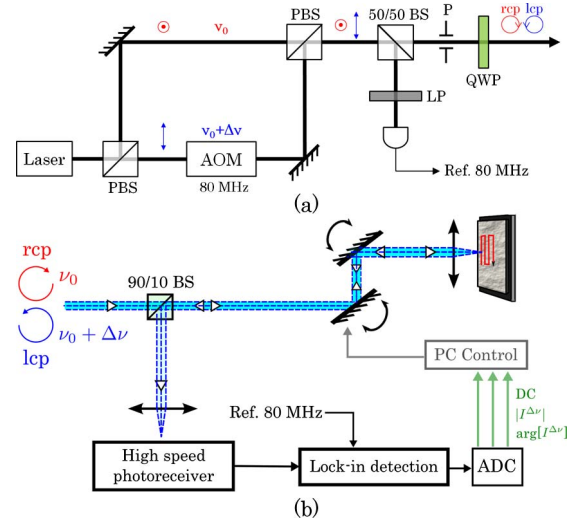 PBS
50/50 BS
P
rcp
lcp
ν₀
QWP
LP
ν₀+Δν
Laser
AOM
PBS
80 MHz
Ref. 80 MHz
(a)
rcp
ν₀
90/10 BS
ν₀ + Δν
lcp
PC Control
DC
|I^Δν|
arg[I^Δν]
Ref. 80 MHz
High speed
photoreceiver
Lock-in detection
ADC
(b)